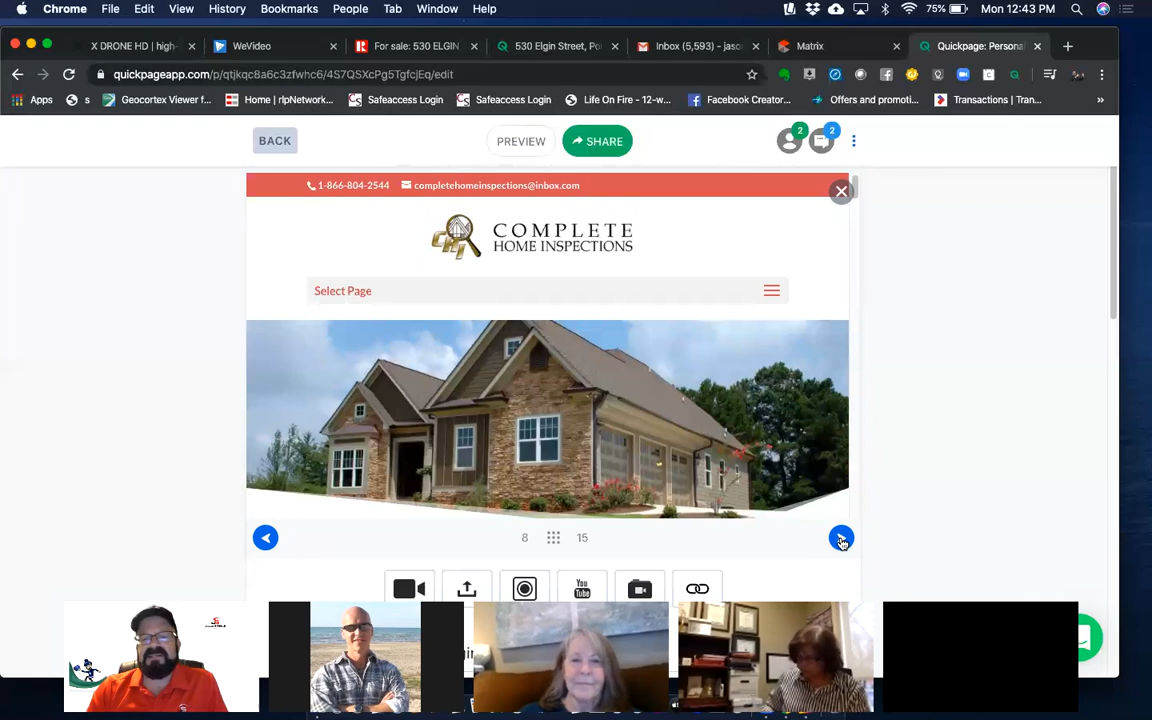 Chrome File Edit View History Bookmarks People Tab Window Help 75% Mon 12:43 PM
X DRONE HD | high- WeVideo For sale: 530 ELGIN 530 Elgin Street, Po Inbox (5,593) - jaso Matrix Quickpage: Persona
quickpageapp.com/p/qtjkqc8a6c3zfwhc6/4S7QSXcPg5TgfcjEq/edit
Apps s Geocortex Viewer f... Home | rlpNetwork... Safeaccess Login Safeaccess Login Life On Fire - 12-w... Facebook Creator... Offers and promoti... Transactions | Tran... »
BACK PREVIEW SHARE 2 2
1-866-804-2544 completehomeinspections@inbox.com
COMPLETE
HOME INSPECTIONS
Select Page
8 15
You
Tube